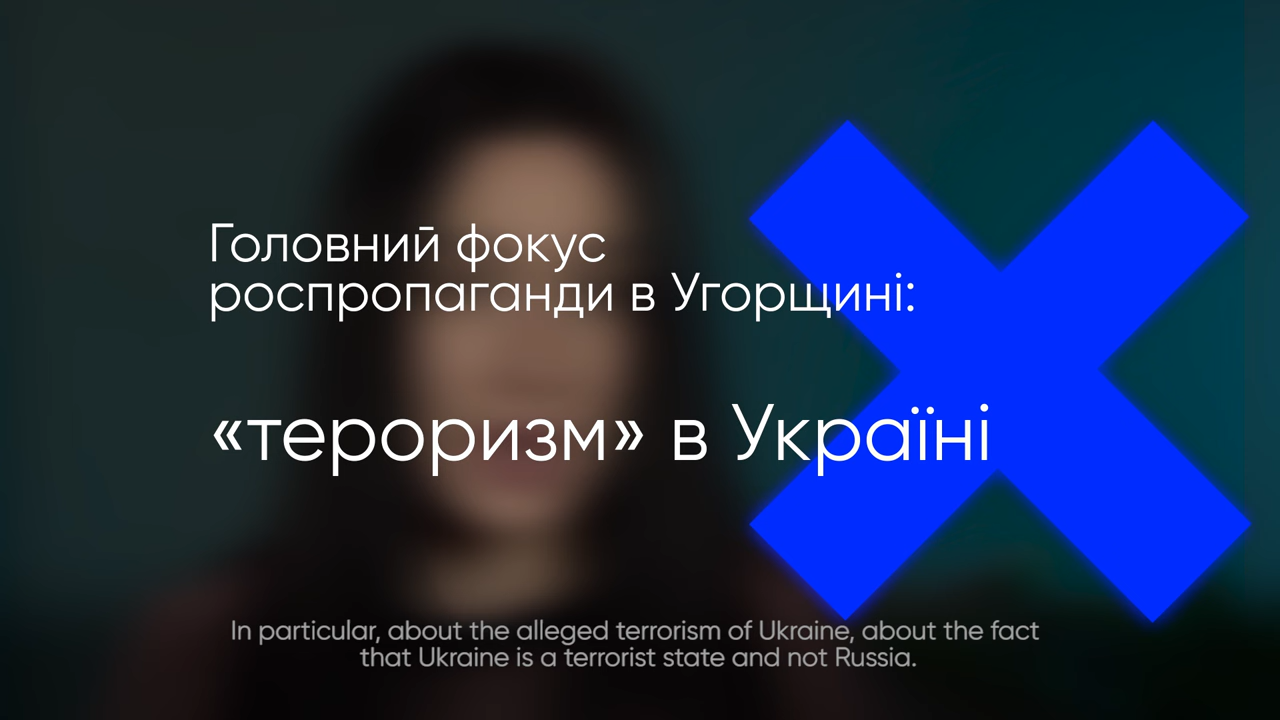 Головний фокус
роспропаганди в Угорщині:
«тероризм» в Україні
In particular, about the alleged terrorism of Ukraine, about the fact
that Ukraine is a terrorist state and not Russia.